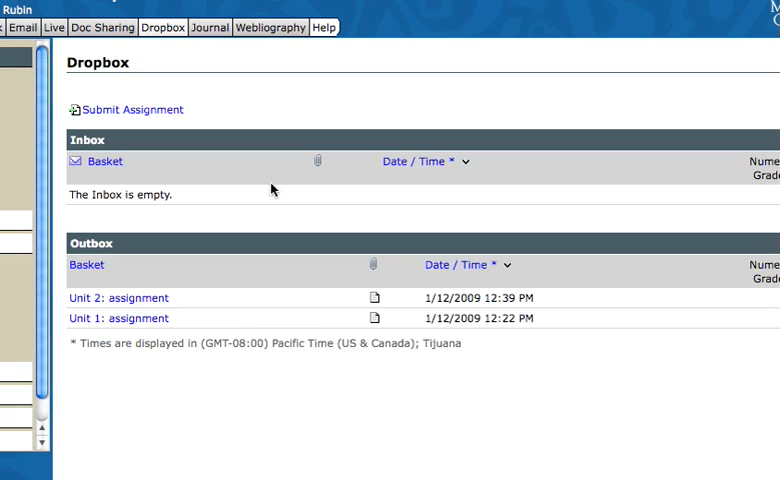 Rubin
Email Live Doc Sharing Dropbox Journal Webliography Help
Dropbox
Submit Assignment
Inbox
Basket Date / Time *
The Inbox is empty.
Outbox
Basket Date / Time *
Unit 2: assignment 1/12/2009 12:39 PM
Unit 1: assignment 1/12/2009 12:22 PM
* Times are displayed in (GMT-08:00) Pacific Time (US & Canada); Tijuana